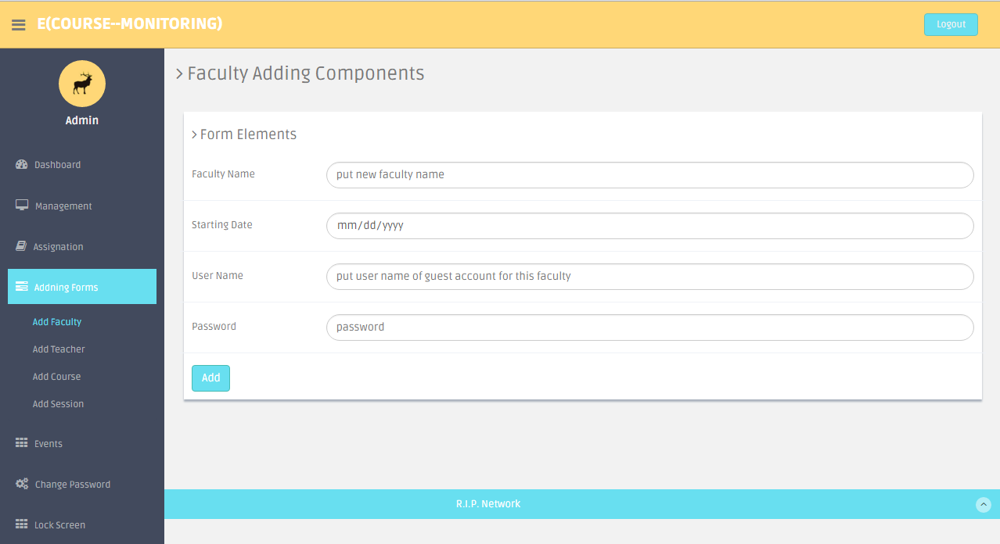 E(COURSE--MONITORING)
Logout
Admin
Dashboard
Management
Assignation
Addning Forms
Add Faculty
Add Teacher
Add Course
Add Session
Events
Change Password
Lock Screen
Faculty Adding Components
Form Elements
Faculty Name
put new faculty name
Starting Date
mm/dd/yyyy
User Name
put user name of guest account for this faculty
Password
password
Add
R.I.P. Network